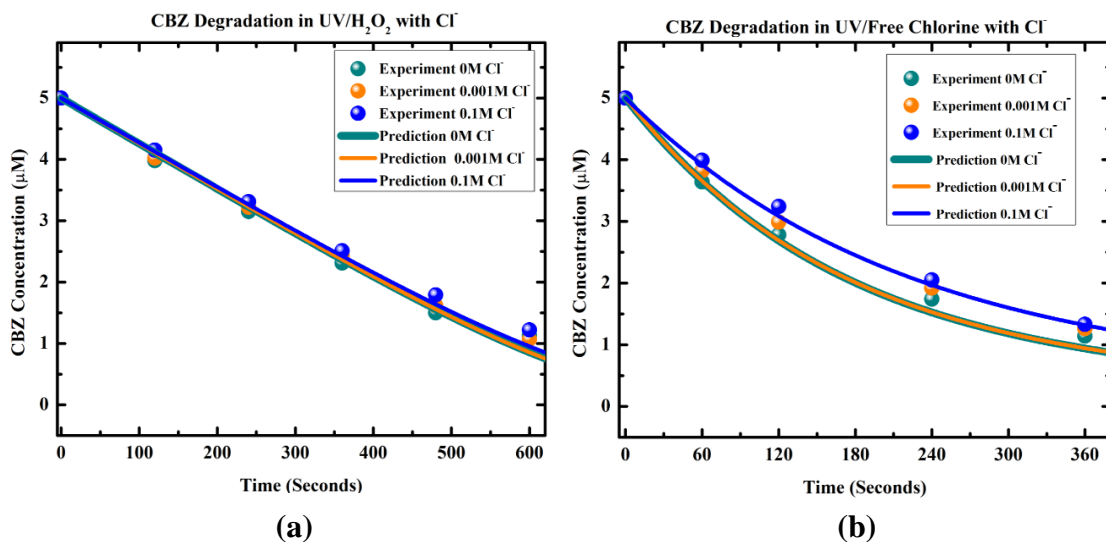 CBZ Degradation in UV/H₂O₂ with Cl⁻
Experiment 0M Cl⁻
Experiment 0.001M Cl⁻
Experiment 0.1M Cl⁻
Prediction 0M Cl⁻
Prediction 0.001M Cl⁻
Prediction 0.1M Cl⁻
CBZ Concentration (μM)
5
4
3
2
1
0
0 100 200 300 400 500 600
Time (Seconds)
(a)
CBZ Degradation in UV/Free Chlorine with Cl⁻
Experiment 0M Cl⁻
Experiment 0.001M Cl⁻
Experiment 0.1M Cl⁻
Prediction 0M Cl⁻
Prediction 0.001M Cl⁻
Prediction 0.1M Cl⁻
CBZ Concentration (μM)
5
4
3
2
1
0
0 60 120 180 240 300 360
Time (Seconds)
(b)